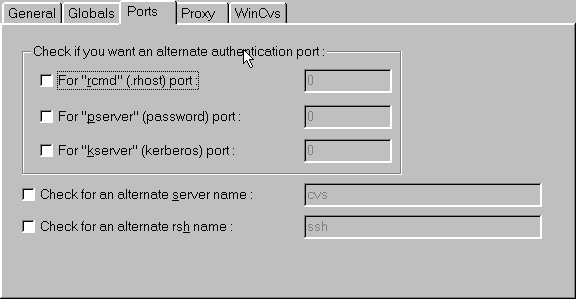 General Globals Ports Proxy WinCvs
Check if you want an alternate authentication port :
For "rcmd" (.rhost) port : 0
For "pserver" (password) port : 0
For "kserver" (kerberos) port : 0
Check for an alternate server name : cvs
Check for an alternate rsh name : ssh